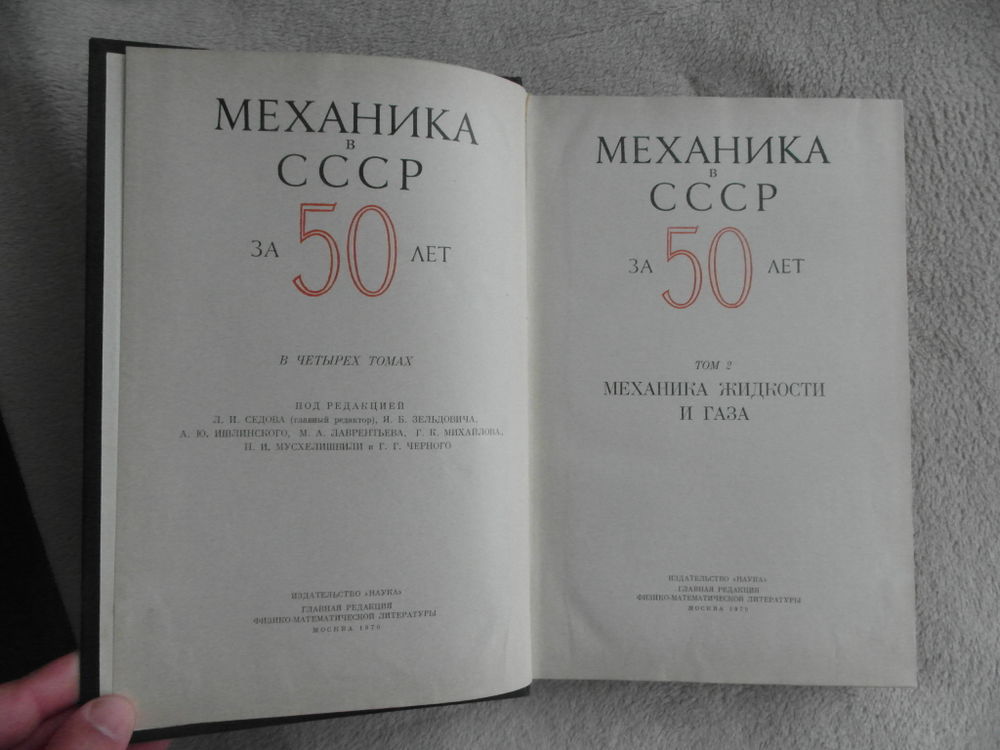 МЕХАНИКА
В
СССР
ЗА 50 ЛЕТ
В ЧЕТЫРЕХ ТОМАХ
ПОД РЕДАКЦИЕЙ
Л. И. СЕДОВА (главный редактор), Я. Б. ЗЕЛЬДОВИЧА,
А. Ю. ИШЛИНСКОГО, М. А. ЛАВРЕНТЬЕВА, Г. К. МИХАЙЛОВА,
Н. И. МУСХЕЛИШВИЛИ и Г. Г. ЧЕРНОГО
ИЗДАТЕЛЬСТВО «НАУКА»
ГЛАВНАЯ РЕДАКЦИЯ
ФИЗИКО-МАТЕМАТИЧЕСКОЙ ЛИТЕРАТУРЫ
МОСКВА 1970
МЕХАНИКА
В
СССР
ЗА 50 ЛЕТ
ТОМ 2
МЕХАНИКА ЖИДКОСТИ
И ГАЗА
ИЗДАТЕЛЬСТВО «НАУКА»
ГЛАВНАЯ РЕДАКЦИЯ
ФИЗИКО-МАТЕМАТИЧЕСКОЙ ЛИТЕРАТУРЫ
МОСКВА 1970